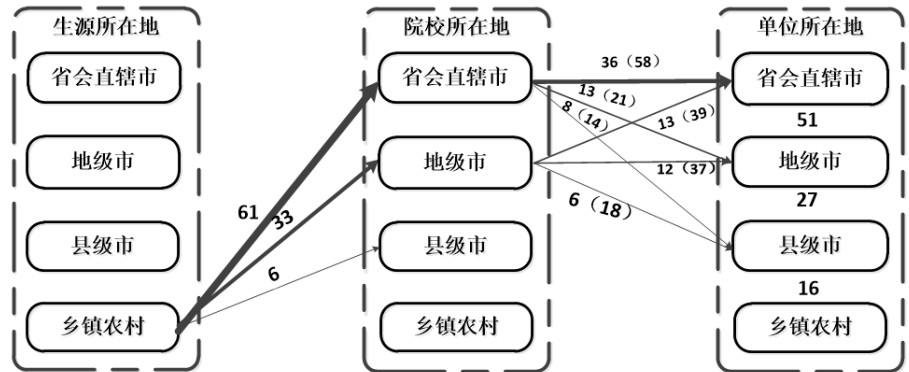 生源所在地
院校所在地
单位所在地
省会直辖市
省会直辖市
36（58）
省会直辖市
13（21）
8（14）
13（39）
51
地级市
地级市
12（37）
地级市
61
33
6（18）
27
县级市
6
县级市
县级市
16
乡镇农村
乡镇农村
乡镇农村